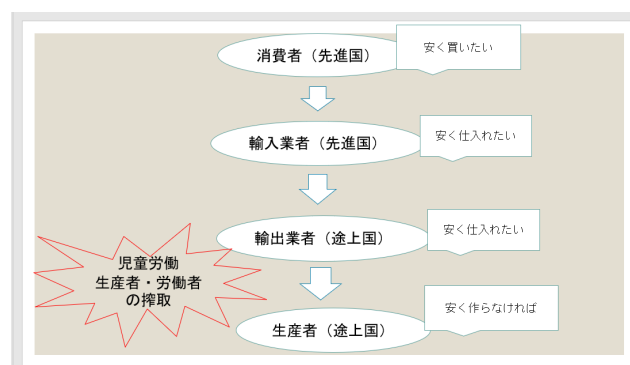 消費者（先進国）
安く買いたい
輸入業者（先進国）
安く仕入れたい
輸出業者（途上国）
安く仕入れたい
児童労働
生産者・労働者
の搾取
生産者（途上国）
安く作らなければ